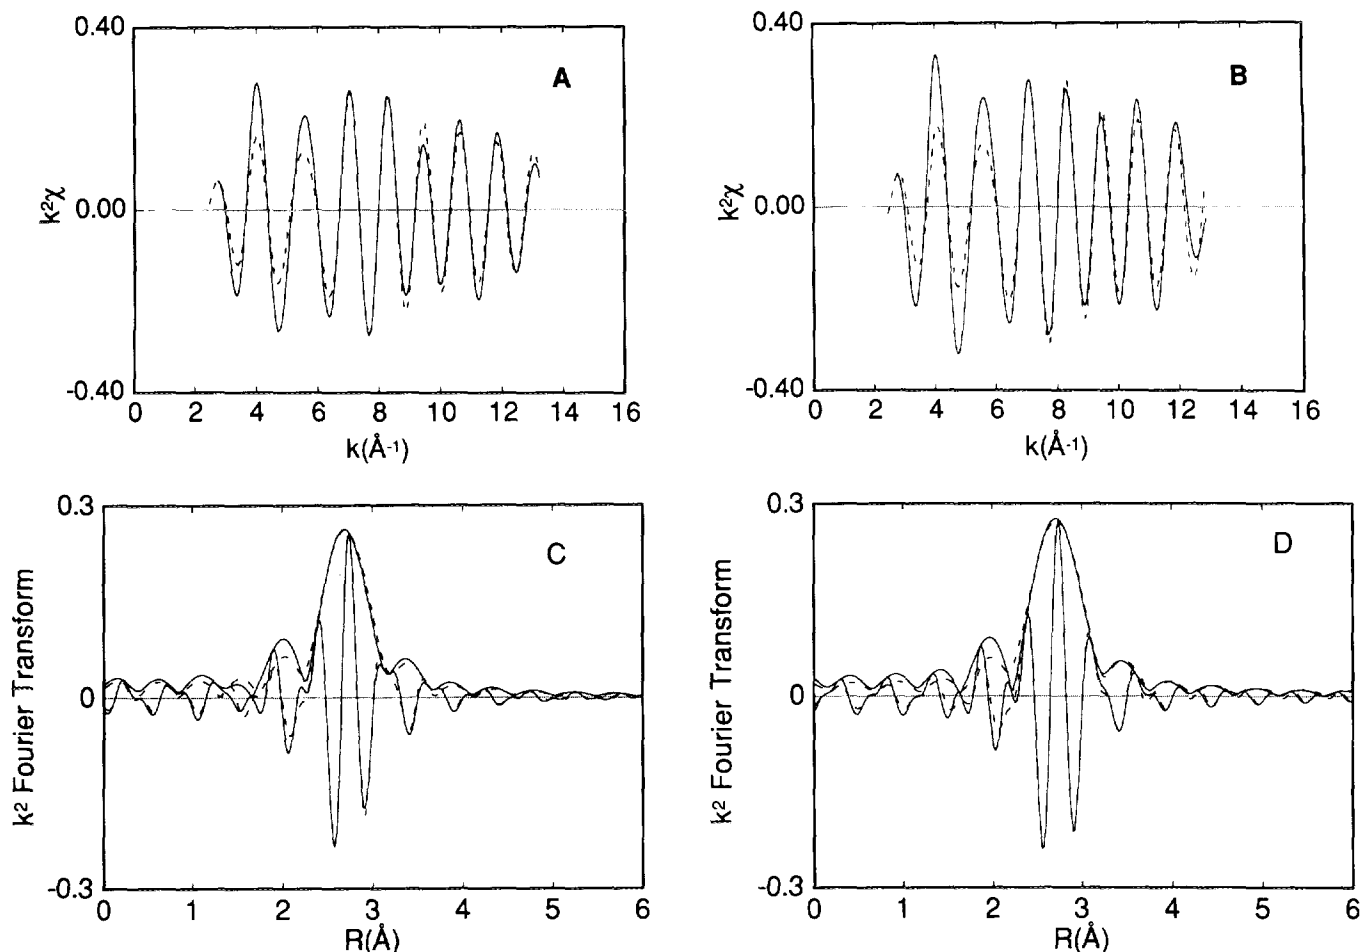 0.40
A
k²χ
0.00
-0.40
0 2 4 6 8 10 12 14 16
k(Å-1)
0.40
B
k²χ
0.00
-0.40
0 2 4 6 8 10 12 14 16
k(Å-1)
0.3
C
k² Fourier Transform
0
-0.3
0 1 2 3 4 5 6
R(Å)
0.3
D
k² Fourier Transform
0
-0.3
0 1 2 3 4 5 6
R(Å)